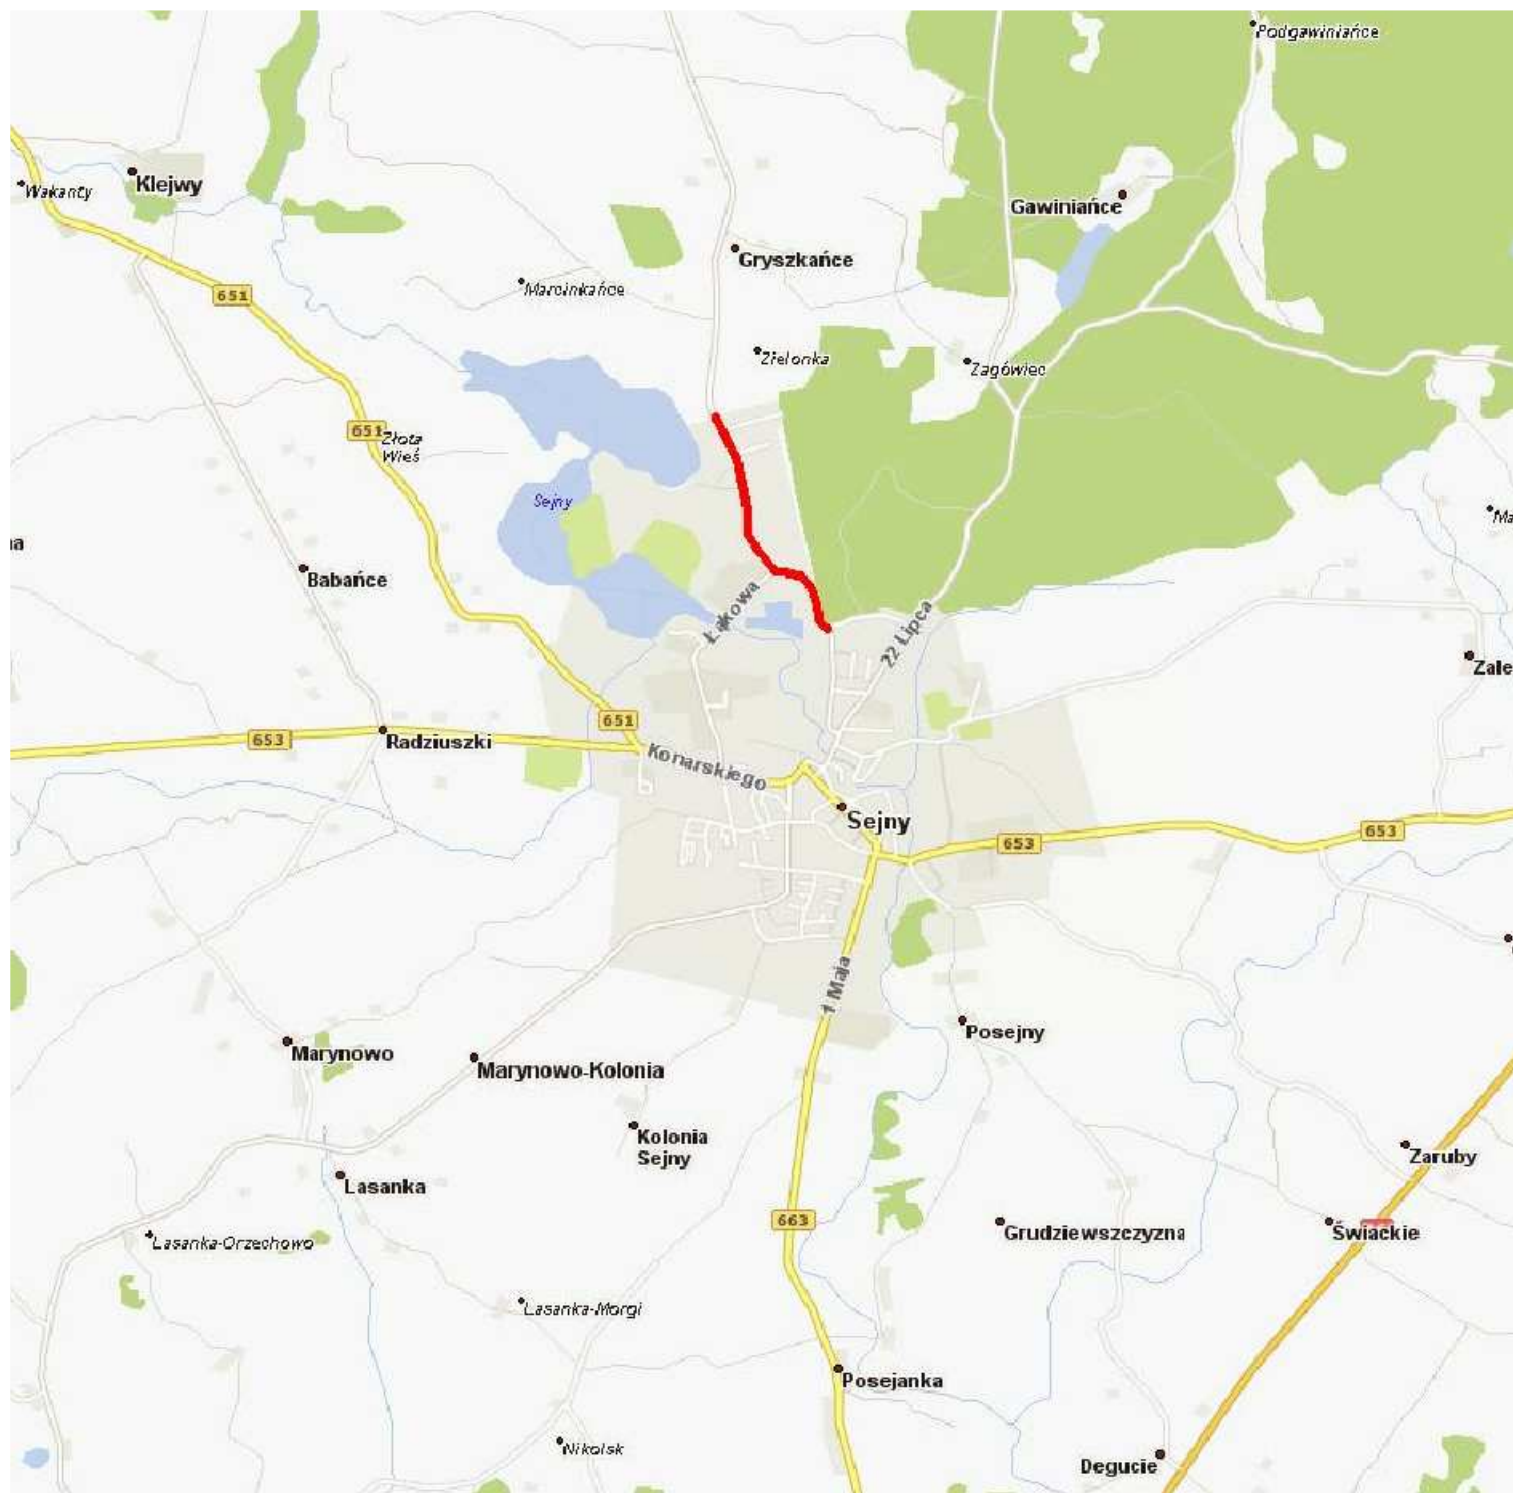 Podgawiniańce
Klejwy
Wakanty
Gawiniańce
Gryszkańce
651
Marcinkańce
Zielonka
Zagówiec
651
Złota
Wieś
Sejny
Babańce
Łąkowa
22 Lipca
Zale
651
653
Radziuszki
Konarskiego
Sejny
653
653
1 Maja
Posejny
Marynowo
Marynowo-Kolonia
Kolonia
Sejny
Zaruby
Lasanka
663
Grudziewszczyzna
Świackie
Lasanka-Orzechowo
Lasanka-Morgi
Posejanka
Nikolsk
Degucie